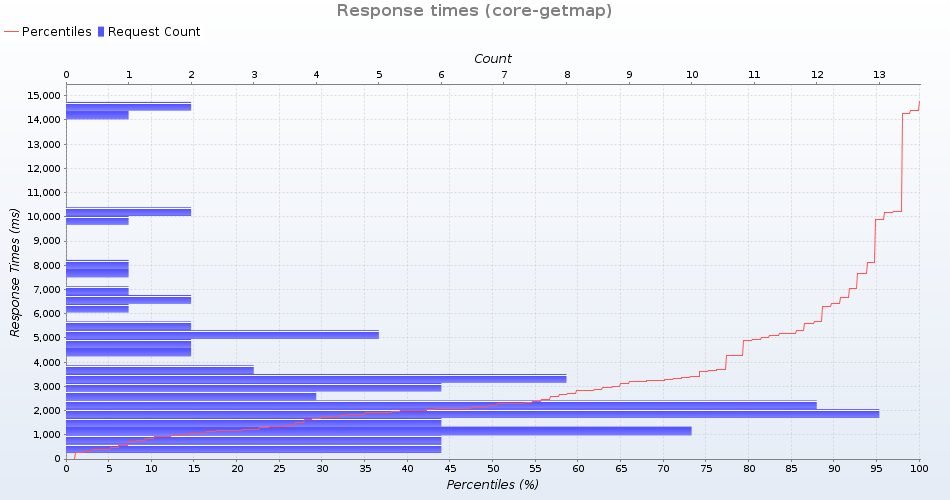 Response times (core-getmap)
Percentiles Request Count
Count
0 1 2 3 4 5 6 7 8 9 10 11 12 13
15,000
14,000
13,000
12,000
11,000
10,000
9,000
8,000
7,000
6,000
5,000
4,000
3,000
2,000
1,000
0
Response Times (ms)
0 5 10 15 20 25 30 35 40 45 50 55 60 65 70 75 80 85 90 95 100
Percentiles (%)